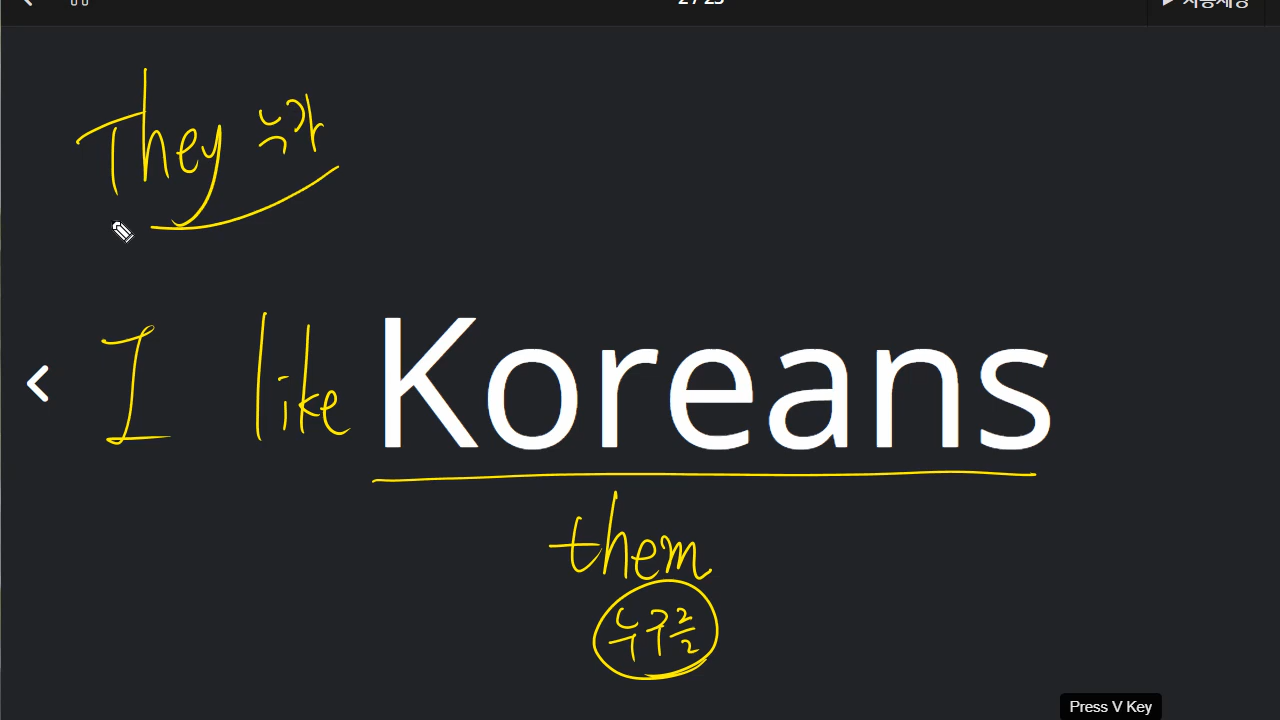 They 누가
I like Koreans
them
누구를
Press V Key